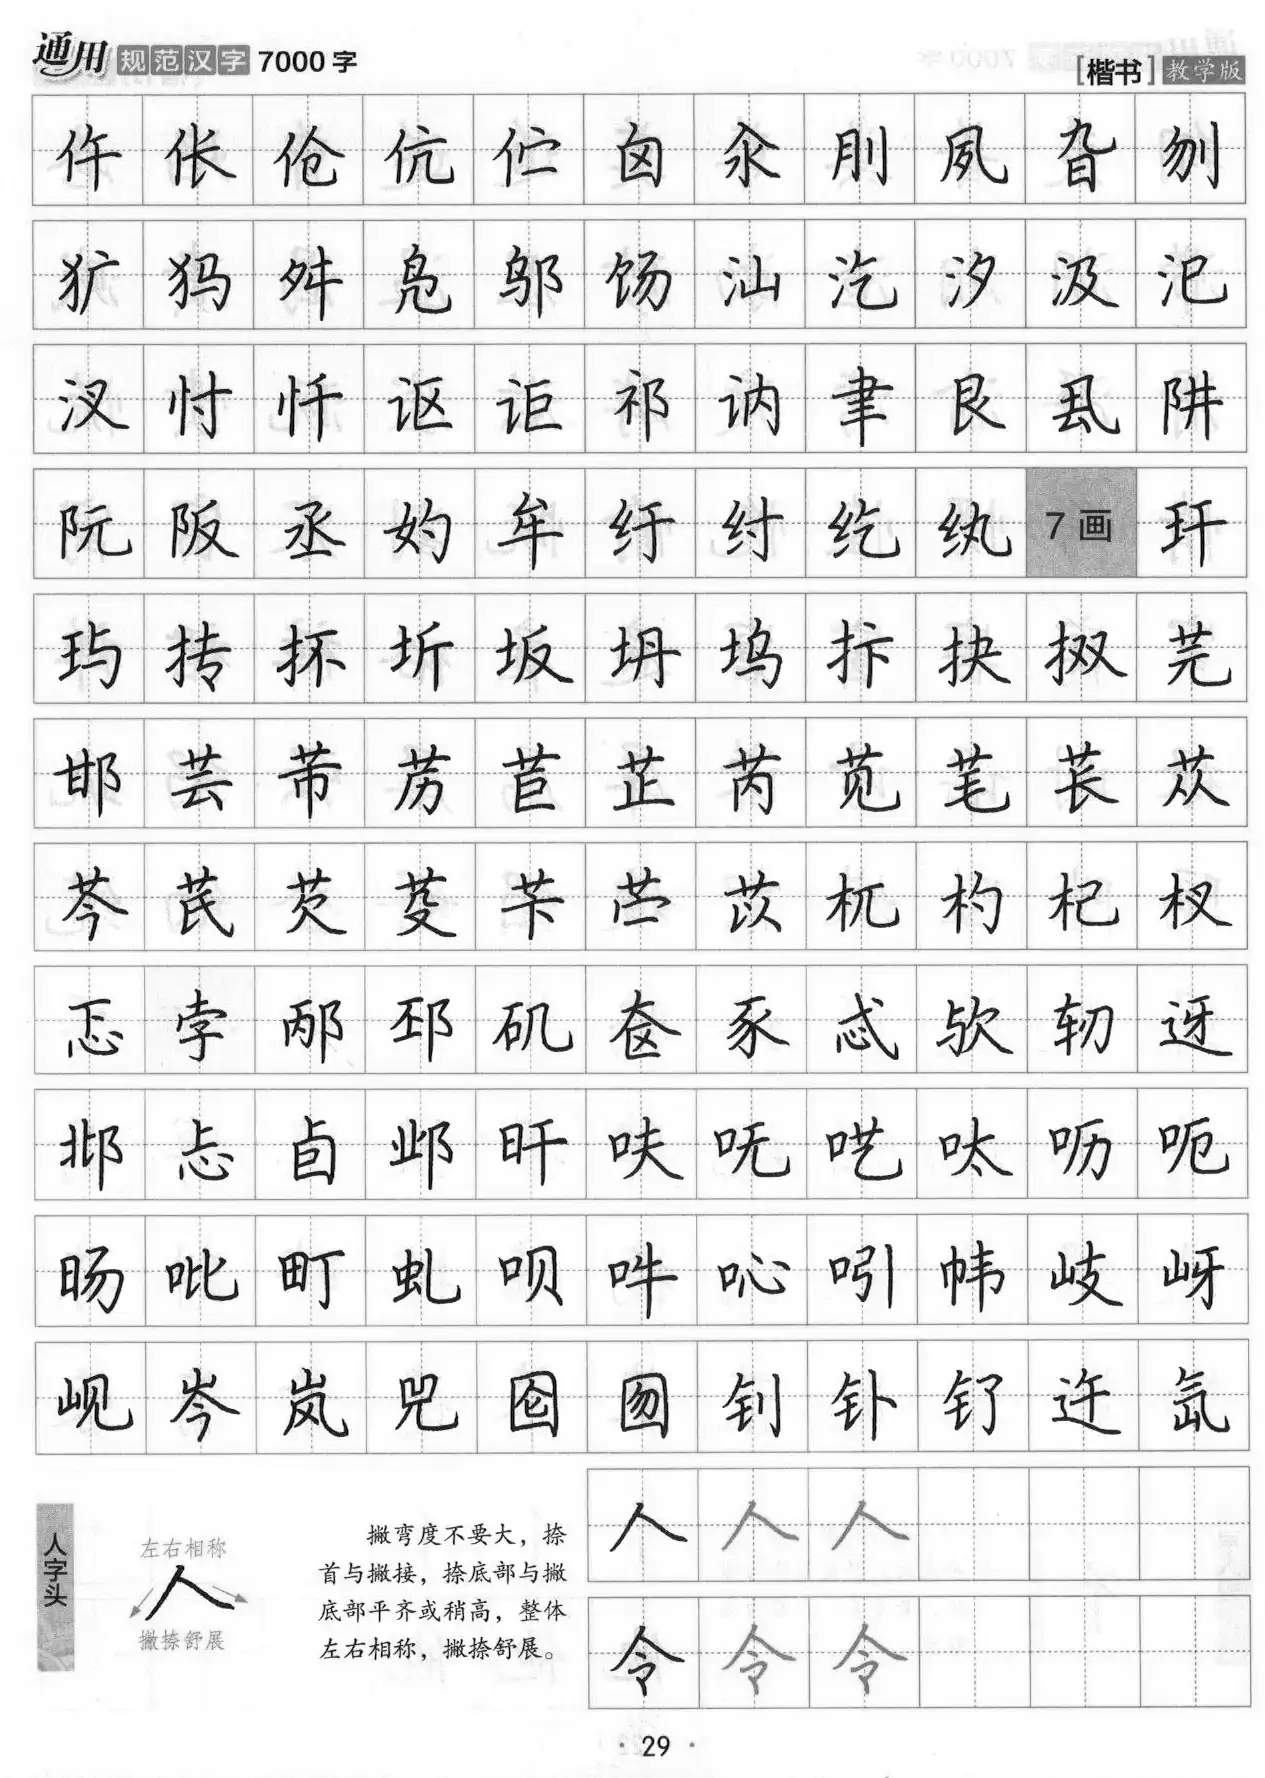 通用规范汉字7000字 [楷书]教学版
仵 伥 伧 伉 伫 囟 汆 刖 夙 旮 刎
犷 犸 舛 凫 邬 饧 汕 汔 汐 汲 汜
汊 忖 忏 讴 讵 祁 讷 聿 艮 厾 阱
阮 阪 丞 妁 牟 纡 纣 纥 纨 7画 玕
玙 抟 抔 圻 坂 坍 坞 抃 抉 㧐 芫
邯 芸 芾 苈 苣 芷 芮 苋 芼 苌 苁
芩 芪 芡 芟 苄 苎 苡 杌 杓 杞 杈
忑 孛 邴 邳 矶 奁 豕 忒 欤 轫 迓
邶 忐 卣 邺 旰 呋 呒 呓 呔 呖 呃
旸 吡 町 虬 呗 吽 吣 吲 帏 岐 岈
岘 岑 岚 兕 囵 囫 钊 钋 钌 迕 氙
人字头
左右相称
人
撇捺舒展
撇弯度不要大，捺
首与撇接，捺底部与撇
底部平齐或稍高，整体
左右相称，撇捺舒展。
人 人 人
令 令 令
· 29 ·